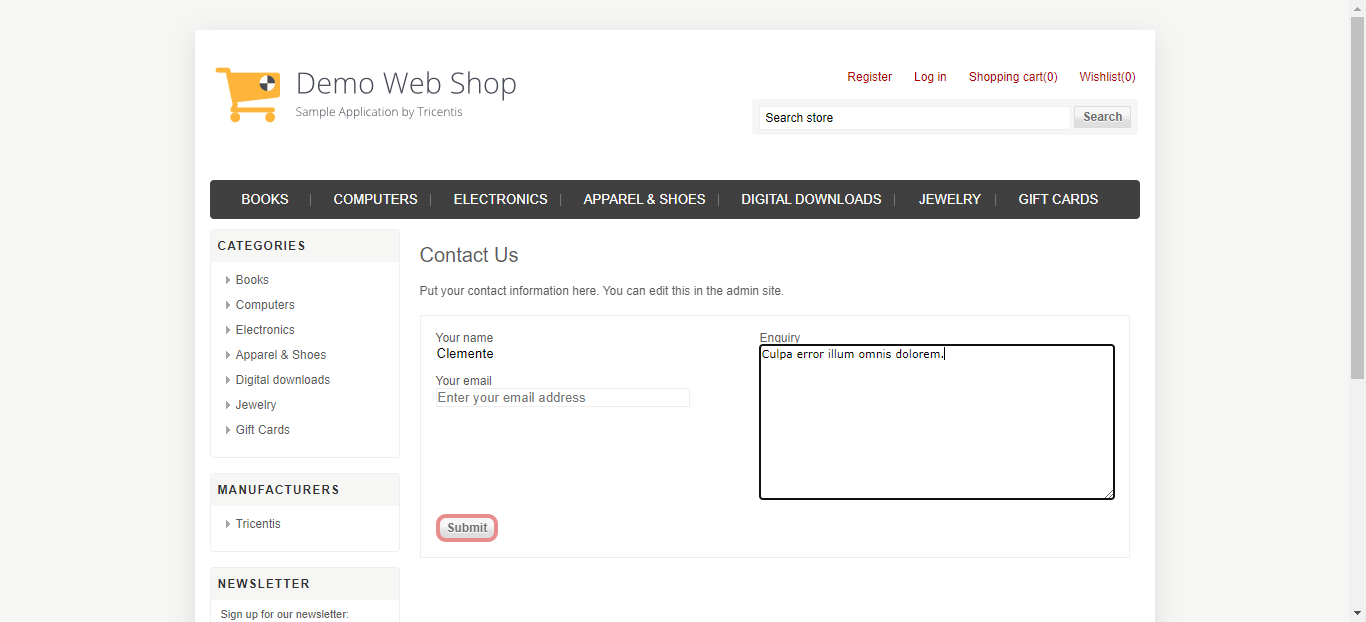 Demo Web Shop
Sample Application by Tricentis
Register Log in Shopping cart(0) Wishlist(0)
Search store Search
BOOKS COMPUTERS ELECTRONICS APPAREL & SHOES DIGITAL DOWNLOADS JEWELRY GIFT CARDS
CATEGORIES
Books
Computers
Electronics
Apparel & Shoes
Digital downloads
Jewelry
Gift Cards
MANUFACTURERS
Tricentis
NEWSLETTER
Sign up for our newsletter:
Contact Us
Put your contact information here. You can edit this in the admin site.
Your name
Clemente
Your email
Enter your email address
Enquiry
Culpa error illum omnis dolorem.
Submit